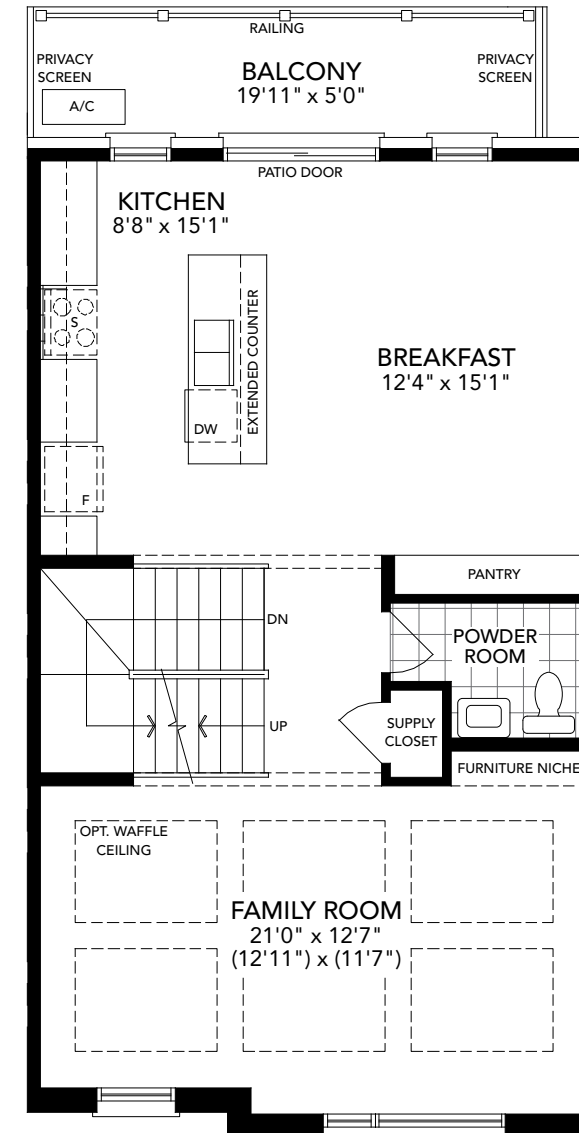 RAILING
PRIVACY
SCREEN
PRIVACY
SCREEN
BALCONY
19'11" x 5'0"
A/C
PATIO DOOR
KITCHEN
8'8" x 15'1"
S
EXTENDED COUNTER
BREAKFAST
12'4" x 15'1"
DW
F
PANTRY
DN
POWDER
ROOM
UP
SUPPLY
CLOSET
FURNITURE NICHE
OPT. WAFFLE
CEILING
FAMILY ROOM
21'0" x 12'7"
(12'11") x (11'7")